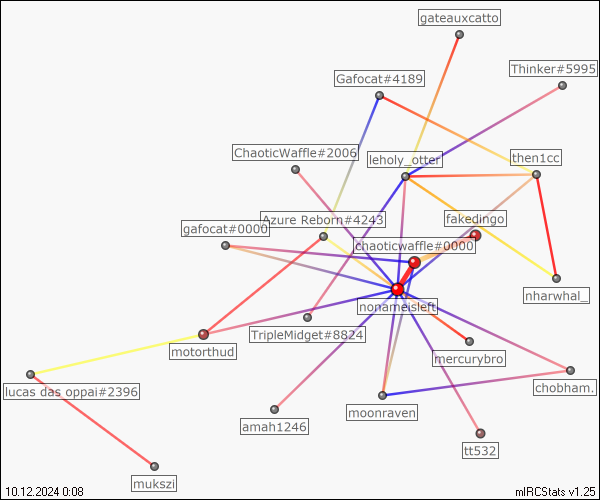 gateauxcatto
Thinker#5995
Gafocat#4189
ChaoticWaffle#2006
leholy_otter
then1cc
Azure Reborn#4243
fakedingo
gafocat#0000
chaoticwaffle#0000
nharwhal_
nonameisleft
TripleMidget#8824
motorthud
mercurybro
lucas das oppai#2396
chobham.
moonraven
amah1246
tt532
mukszi
10.12.2024 0:08
mIRCStats v1.25